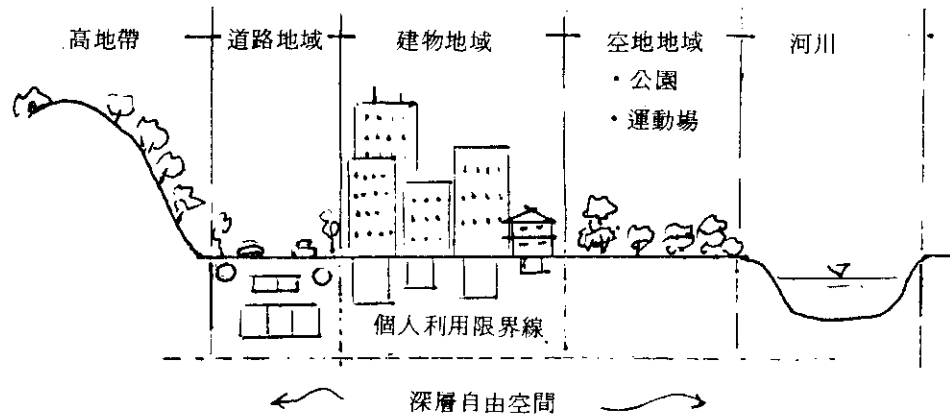 高地帶
道路地域
建物地域
空地地域
河川
・公園
・運動場
個人利用限界線
深層自由空間